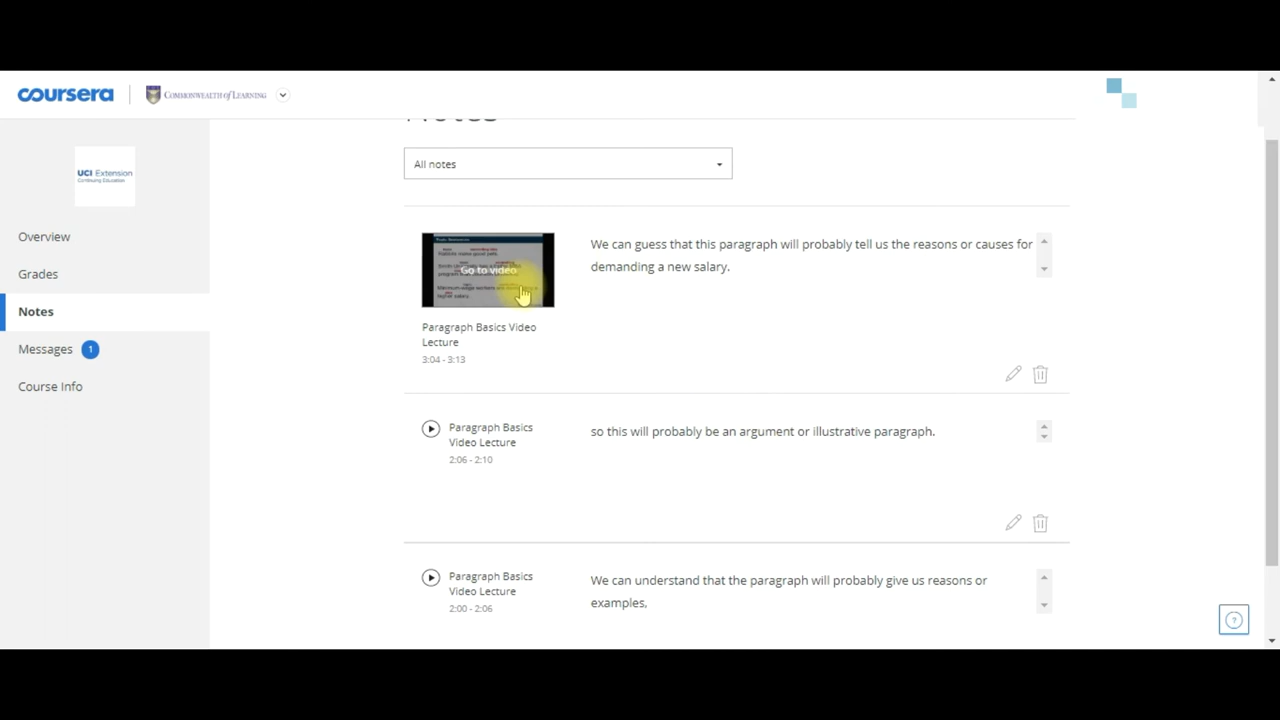 coursera
COMMONWEALTH of LEARNING
Notes
All notes
UCI Extension
Continuing Education
Overview
Grades
Notes
Messages 1
Course Info
Go to video
We can guess that this paragraph will probably tell us the reasons or causes for
demanding a new salary.
Paragraph Basics Video
Lecture
3:04 - 3:13
Paragraph Basics
Video Lecture
2:06 - 2:10
so this will probably be an argument or illustrative paragraph.
Paragraph Basics
Video Lecture
2:00 - 2:06
We can understand that the paragraph will probably give us reasons or
examples,
?